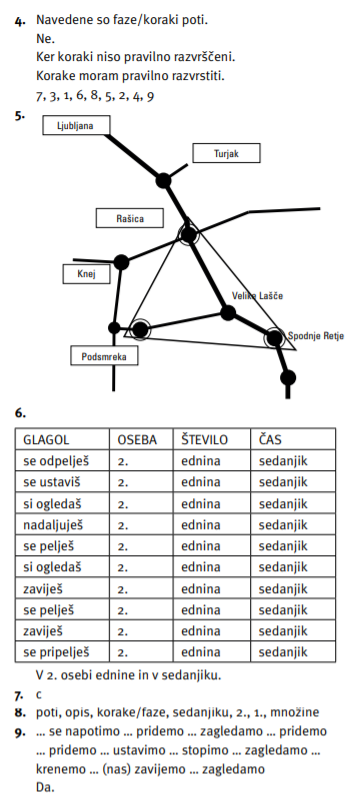 4. Navedene so faze/koraki poti.
Ne.
Ker koraki niso pravilno razvrščeni.
Korake moram pravilno razvrstiti.
7, 3, 1, 6, 8, 5, 2, 4, 9
5.
Ljubljana
Turjak
Rašica
Knej
Velike Lašče
Spodnje Retje
Podsmreka
6.
GLAGOL OSEBA ŠTEVILO ČAS
se odpelješ 2. ednina sedanjik
se ustaviš 2. ednina sedanjik
si ogledaš 2. ednina sedanjik
nadaljuješ 2. ednina sedanjik
se pelješ 2. ednina sedanjik
si ogledaš 2. ednina sedanjik
zaviješ 2. ednina sedanjik
se pelješ 2. ednina sedanjik
zaviješ 2. ednina sedanjik
se pripelješ 2. ednina sedanjik
V 2. osebi ednine in v sedanjiku.
7. c
8. poti, opis, korake/faze, sedanjiku, 2., 1., množine
9. ... se napotimo ... pridemo ... zagledamo ... pridemo
... pridemo ... ustavimo ... stopimo ... zagledamo ...
krenemo ... (nas) zavijemo ... zagledamo
Da.